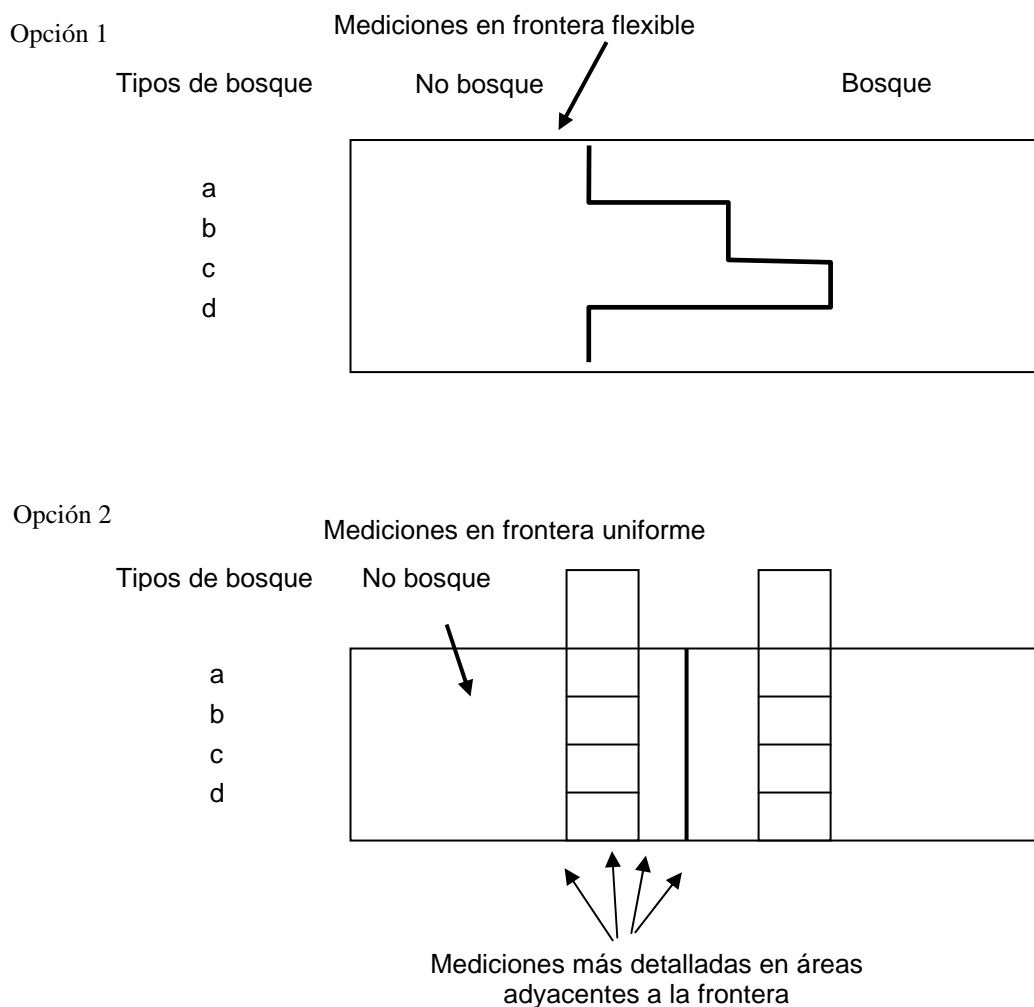 Opción 1
Mediciones en frontera flexible
Tipos de bosque No bosque Bosque
a
b
c
d
Opción 2
Mediciones en frontera uniforme
Tipos de bosque No bosque
a
b
c
d
Mediciones más detalladas en áreas
adyacentes a la frontera